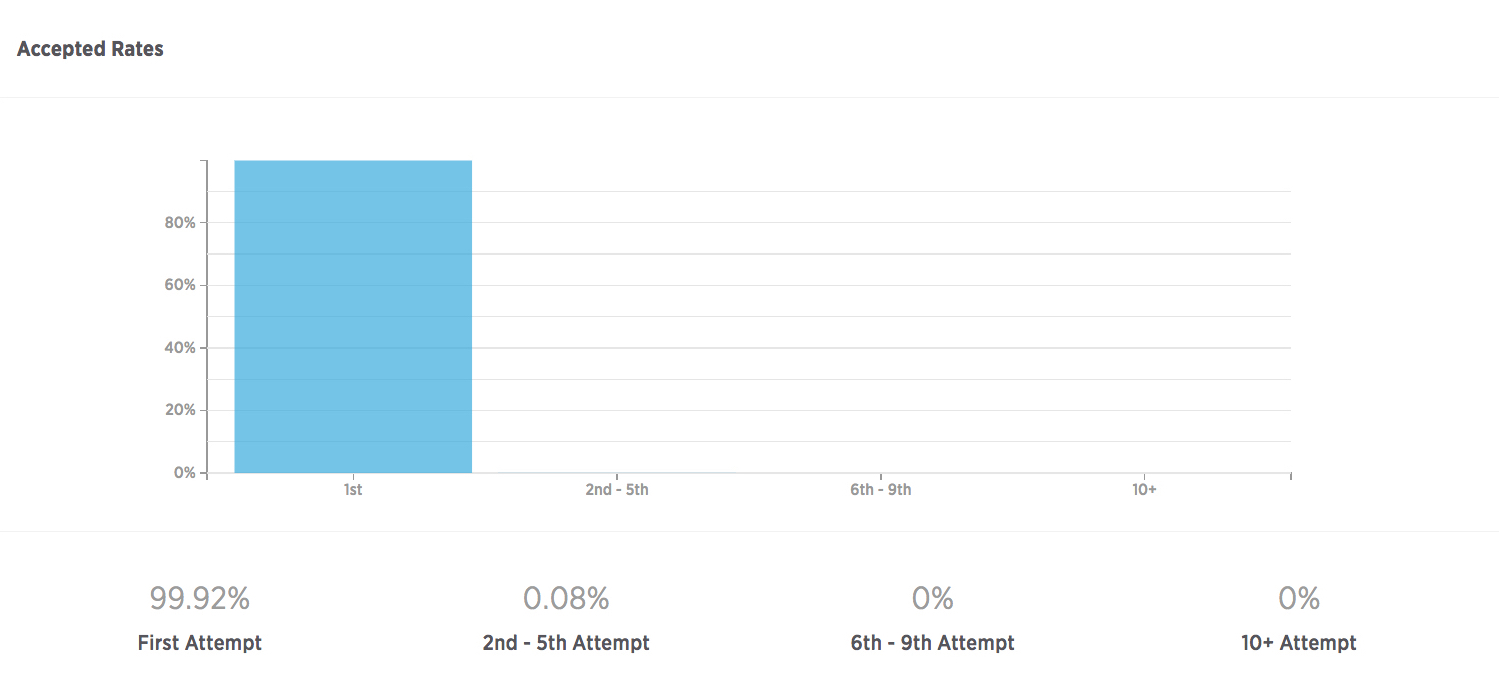 Accepted Rates
80%
60%
40%
20%
0%
1st 2nd - 5th 6th - 9th 10+
99.92% 0.08% 0% 0%
First Attempt 2nd - 5th Attempt 6th - 9th Attempt 10+ Attempt